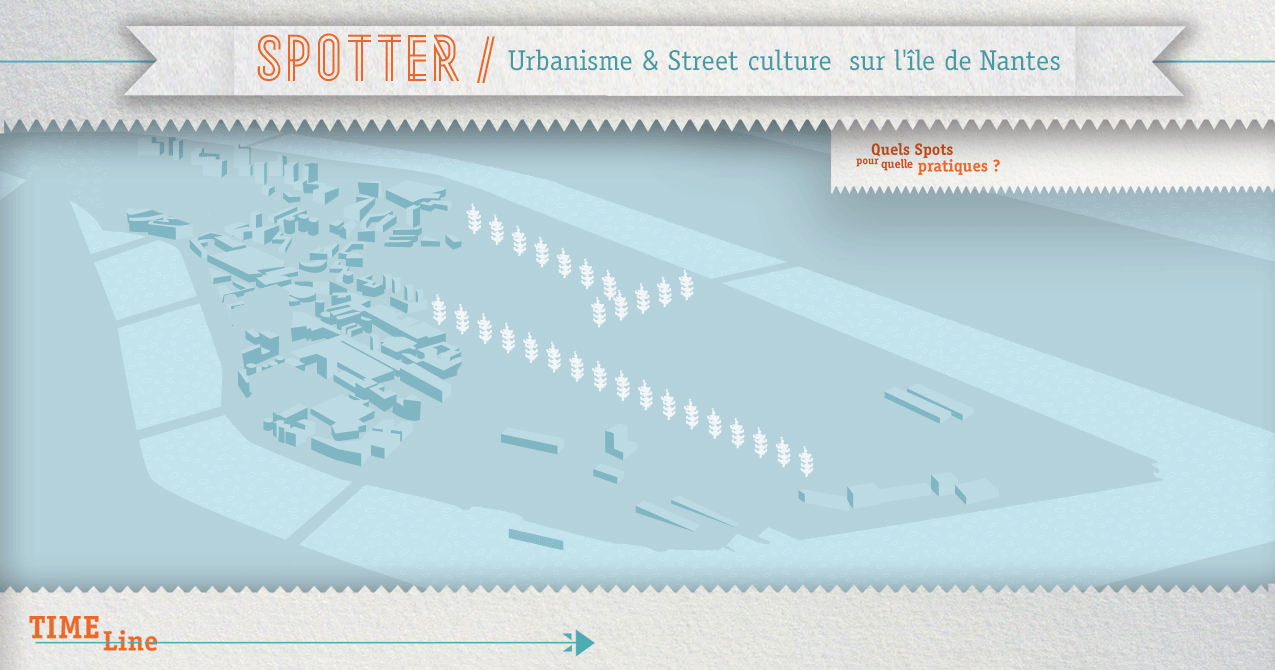 SPOTTER / Urbanisme & Street culture sur l'île de Nantes
Quels Spots
pour quelle pratiques ?
TIME
Line